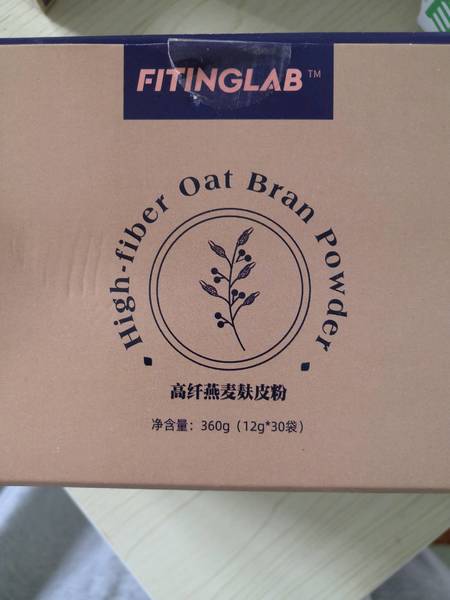 FITINGLAB™
High-fiber Oat Bran Powder
高纤燕麦麸皮粉
净含量：360g（12g*30袋）